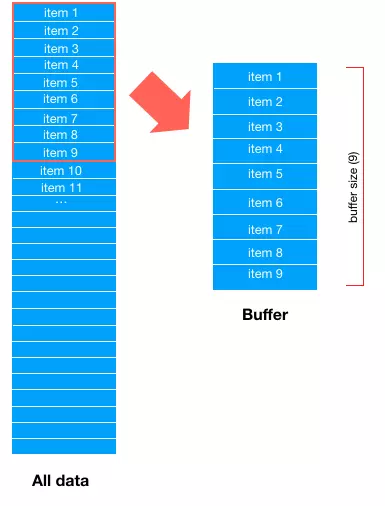 item 1
item 2
item 3
item 4
item 5
item 6
item 7
item 8
item 9
item 10
item 11
...
All data
item 1
item 2
item 3
item 4
item 5
item 6
item 7
item 8
item 9
Buffer
buffer size (9)